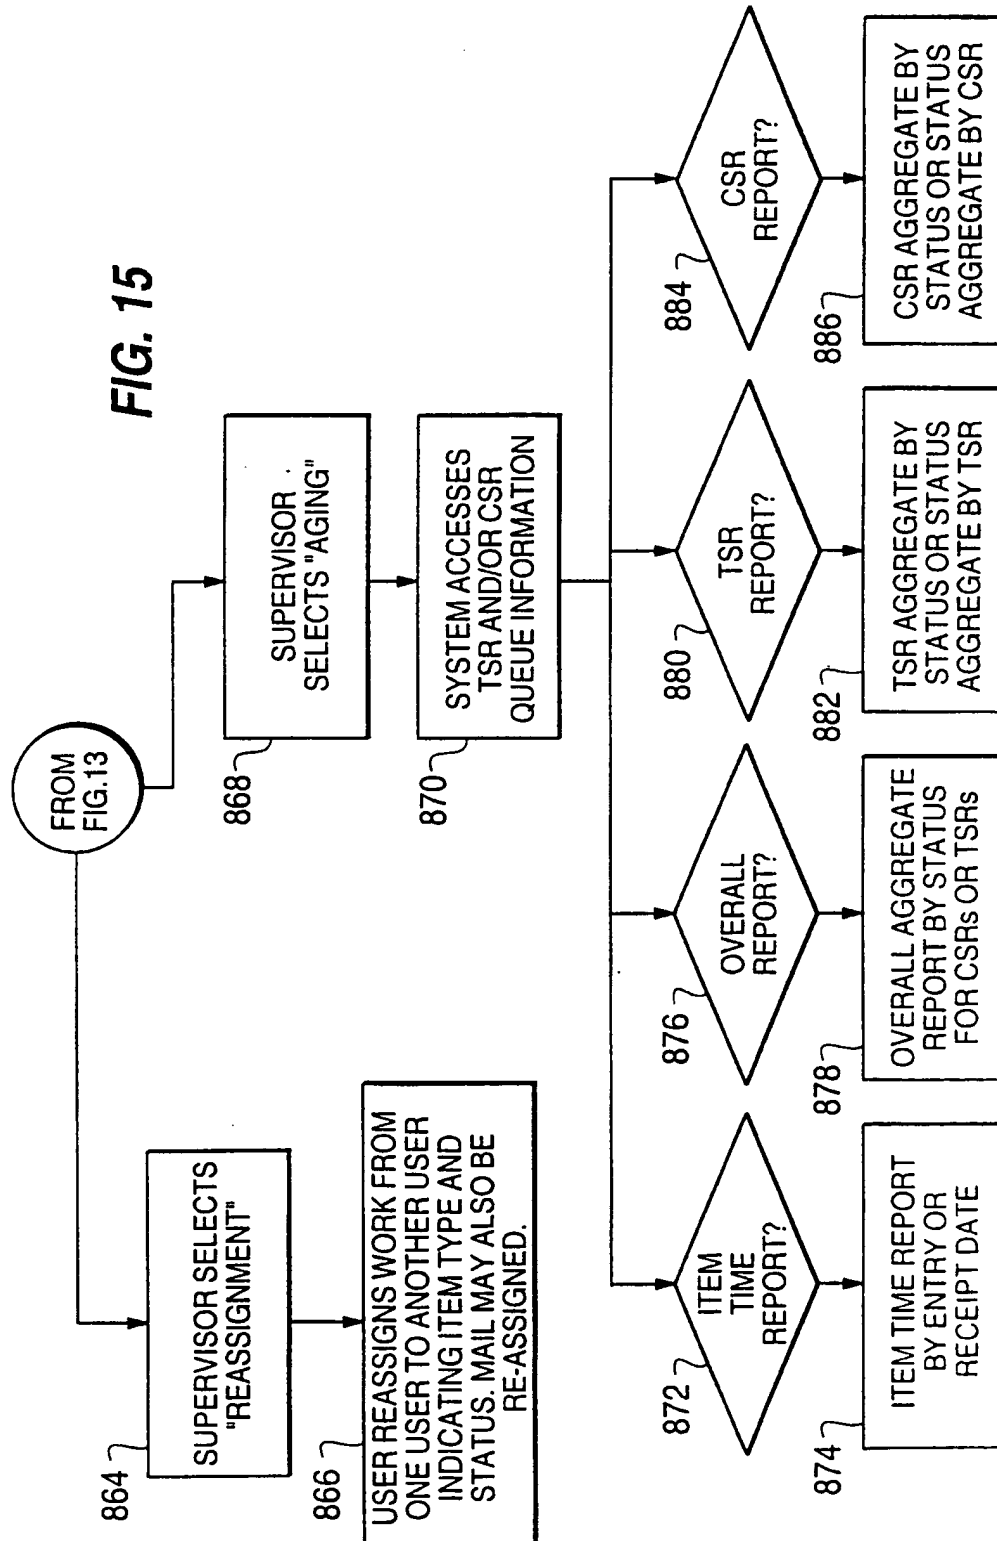 FIG. 15
FROM
FIG.13
864
SUPERVISOR SELECTS
"REASSIGNMENT"
866
USER REASSIGNS WORK FROM
ONE USER TO ANOTHER USER
INDICATING ITEM TYPE AND
STATUS. MAIL MAY ALSO BE
RE-ASSIGNED.
868
SUPERVISOR
SELECTS "AGING"
870
SYSTEM ACCESSES
TSR AND/OR CSR
QUEUE INFORMATION
872
ITEM
TIME
REPORT?
874
ITEM TIME REPORT
BY ENTRY OR
RECEIPT DATE
876
OVERALL
REPORT?
878
OVERALL AGGREGATE
REPORT BY STATUS
FOR CSRs OR TSRs
880
TSR
REPORT?
882
TSR AGGREGATE BY
STATUS OR STATUS
AGGREGATE BY TSR
884
CSR
REPORT?
886
CSR AGGREGATE BY
STATUS OR STATUS
AGGREGATE BY CSR